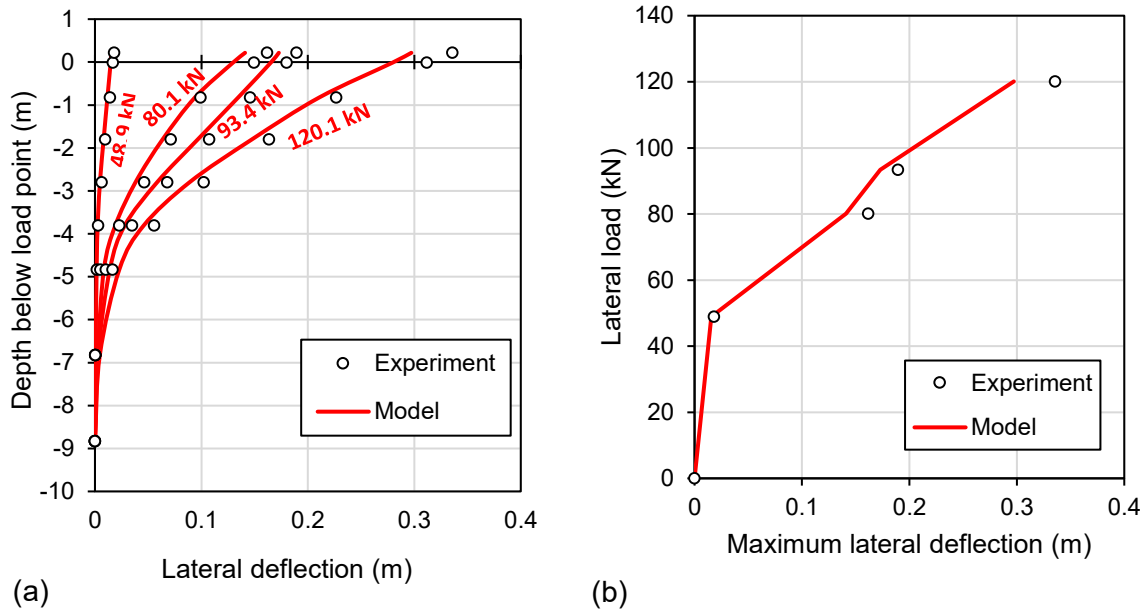 1
0
-1
-2
-3
-4
-5
-6
-7
-8
-9
-10
Depth below load point (m)
48.9 kN
80.1 kN
93.4 kN
120.1 kN
Experiment
Model
0
0.1
0.2
0.3
0.4
Lateral deflection (m)
(a)
140
120
100
80
60
40
20
0
Lateral load (kN)
Experiment
Model
0
0.1
0.2
0.3
0.4
Maximum lateral deflection (m)
(b)